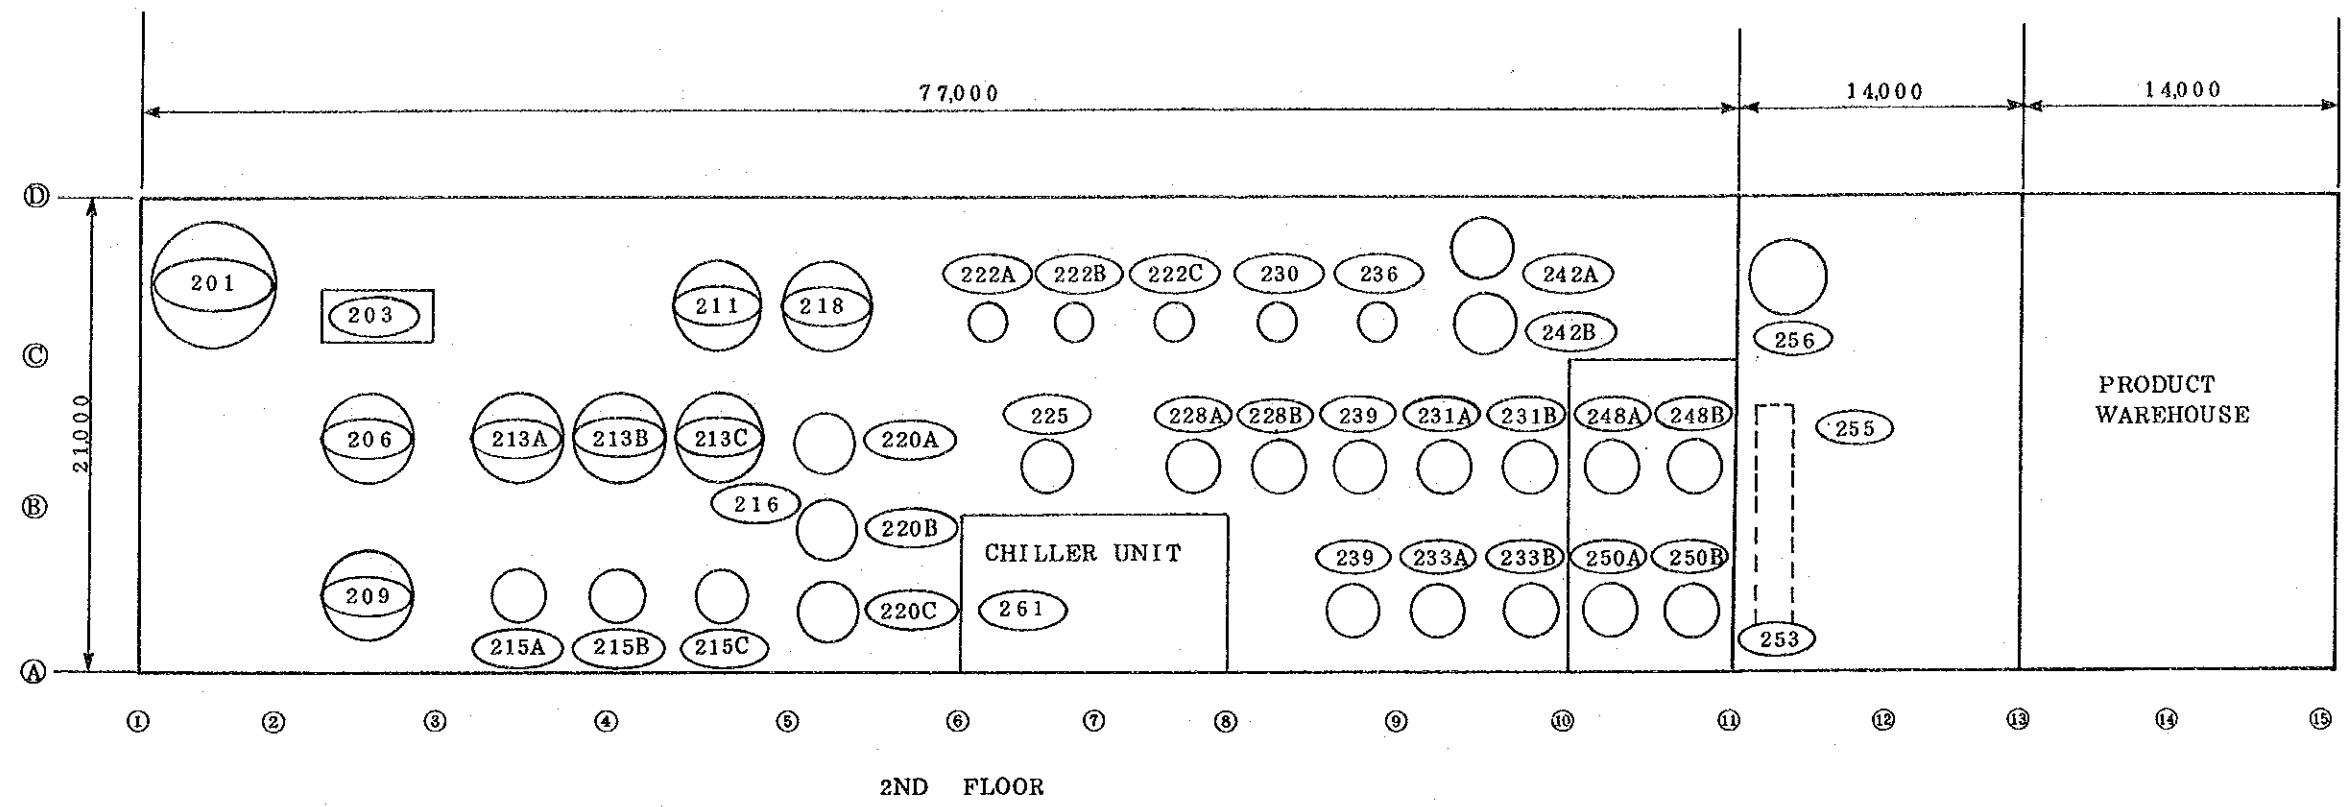 77,000
14,000
14,000
Ⓓ
201
203
211
218
222A
222B
222C
230
236
242A
242B
256
Ⓒ
21,000
206
213A
213B
213C
220A
225
228A
228B
239
231A
231B
248A
248B
255
PRODUCT
WAREHOUSE
216
Ⓑ
220B
CHILLER UNIT
239
233A
233B
250A
250B
209
220C
261
215A
215B
215C
253
Ⓐ
① ② ③ ④ ⑤ ⑥ ⑦ ⑧ ⑨ ⑩ ⑪ ⑫ ⑬ ⑭ ⑮
2ND FLOOR